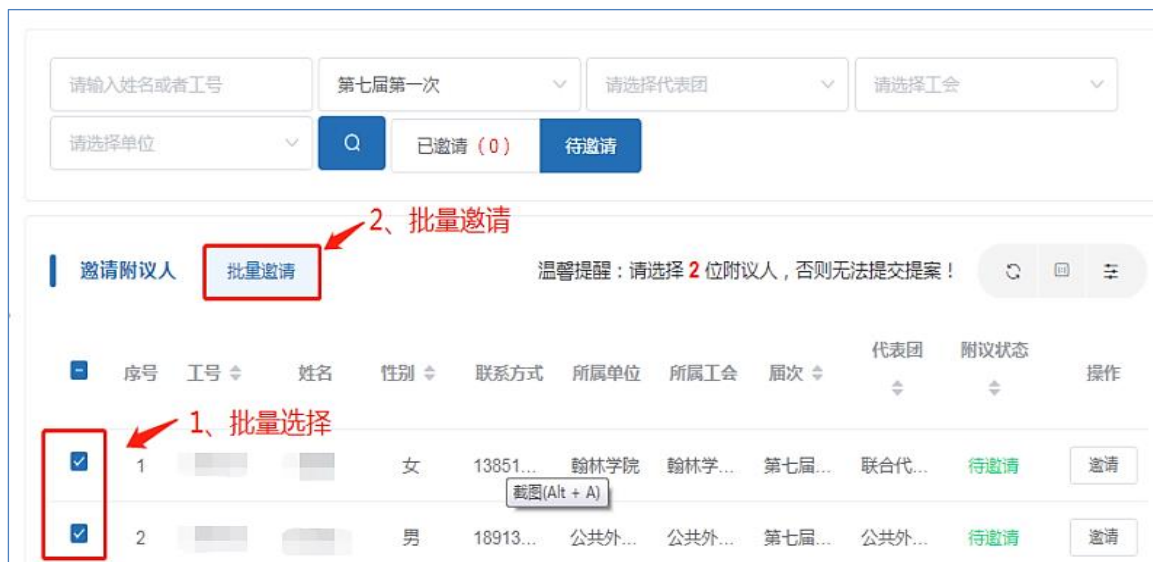 请输入姓名或者工号 第七届第一次 请选择代表团 请选择工会
请选择单位 已邀请（0） 待邀请
2、批量邀请
邀请附议人 批量邀请 温馨提醒：请选择 2 位附议人，否则无法提交提案！
序号 工号 姓名 性别 联系方式 所属单位 所属工会 届次 代表团 附议状态 操作
1、批量选择
1 女 13851... 翰林学院 翰林学... 第七届... 联合代... 待邀请 邀请
截图(Alt + A)
2 男 18913... 公共外... 公共外... 第七届... 公共外... 待邀请 邀请